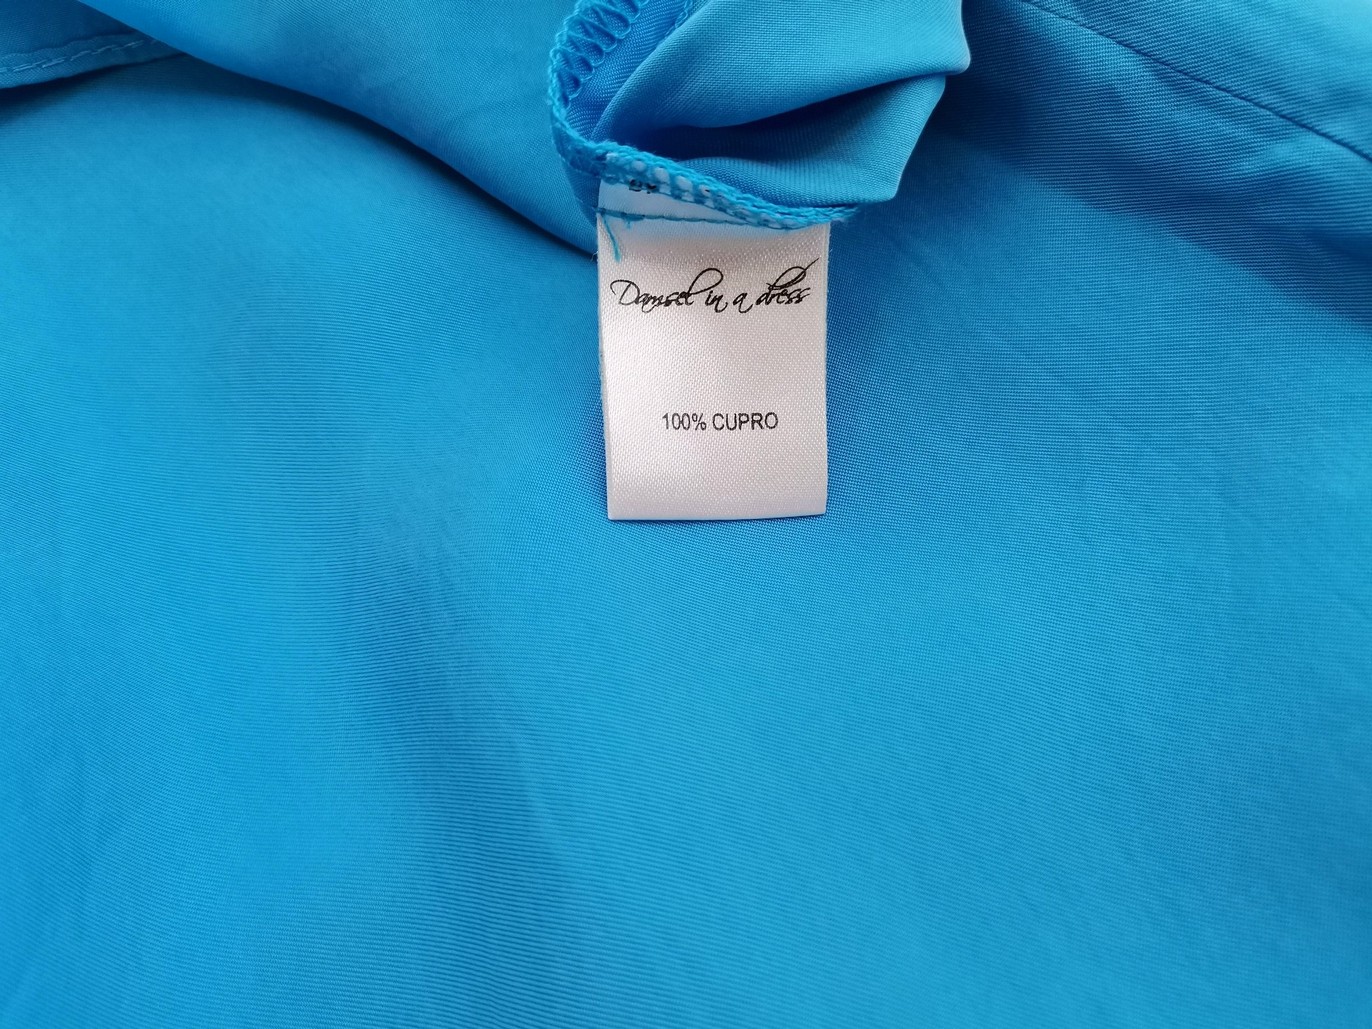 Damsel in a dress
100% CUPRO